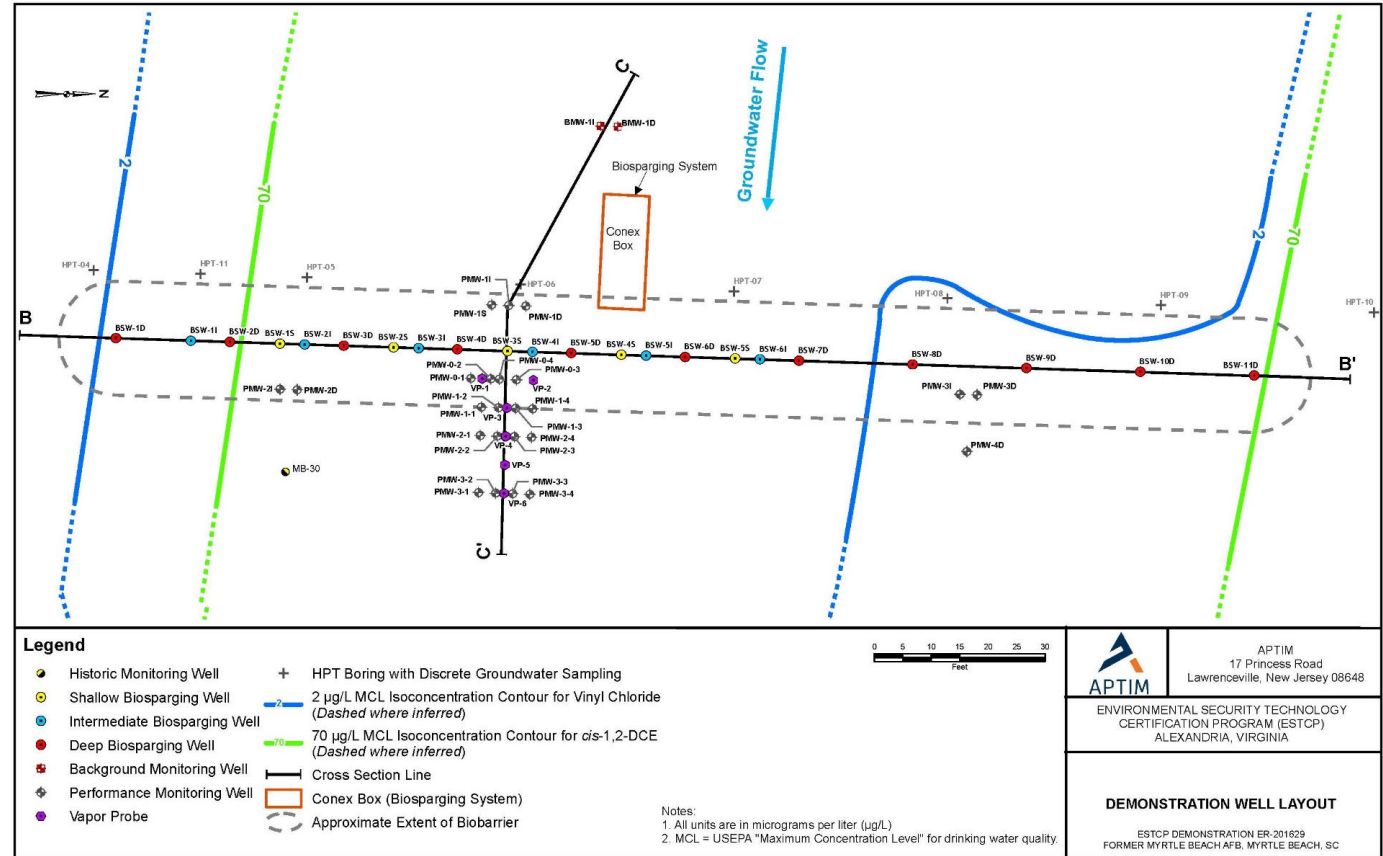 N
C
Groundwater Flow
BMW-1I
BMW-1D
Biosparging System
Conex
Box
2
70
2
70
HPT-04
HPT-11
HPT-05
HPT-06
HPT-07
HPT-08
HPT-09
HPT-10
PMW-1I
PMW-1S
PMW-1D
B
BSW-1D
BSW-1I
BSW-2D
BSW-1S
BSW-2I
BSW-3D
BSW-2S
BSW-3I
BSW-4D
BSW-3S
BSW-4I
BSW-5D
BSW-4S
BSW-5I
BSW-6D
BSW-5S
BSW-6I
BSW-7D
BSW-8D
BSW-9D
BSW-10D
BSW-11D
B'
PMW-0-2
PMW-0-4
PMW-0-1
PMW-0-3
VP-1
VP-2
PMW-2I
PMW-2D
PMW-3I
PMW-3D
PMW-1-2
PMW-1-4
PMW-1-1
VP-3
PMW-1-3
PMW-2-1
PMW-2-4
VP-4
PMW-2-2
PMW-2-3
PMW-4D
VP-5
MB-30
PMW-3-2
PMW-3-3
PMW-3-1
PMW-3-4
VP-6
C'
Legend
Historic Monitoring Well
Shallow Biosparging Well
Intermediate Biosparging Well
Deep Biosparging Well
Background Monitoring Well
Performance Monitoring Well
Vapor Probe
HPT Boring with Discrete Groundwater Sampling
2
2 µg/L MCL Isoconcentration Contour for Vinyl Chloride
(Dashed where inferred)
70
70 µg/L MCL Isoconcentration Contour for cis-1,2-DCE
(Dashed where inferred)
Cross Section Line
Conex Box (Biosparging System)
Approximate Extent of Biobarrier
0 5 10 15 20 25 30
Feet
Notes:
1. All units are in micrograms per liter (µg/L)
2. MCL = USEPA "Maximum Concentration Level" for drinking water quality.
APTIM
APTIM
17 Princess Road
Lawrenceville, New Jersey 08648
ENVIRONMENTAL SECURITY TECHNOLOGY
CERTIFICATION PROGRAM (ESTCP)
ALEXANDRIA, VIRGINIA
DEMONSTRATION WELL LAYOUT
ESTCP DEMONSTRATION ER-201629
FORMER MYRTLE BEACH AFB, MYRTLE BEACH, SC